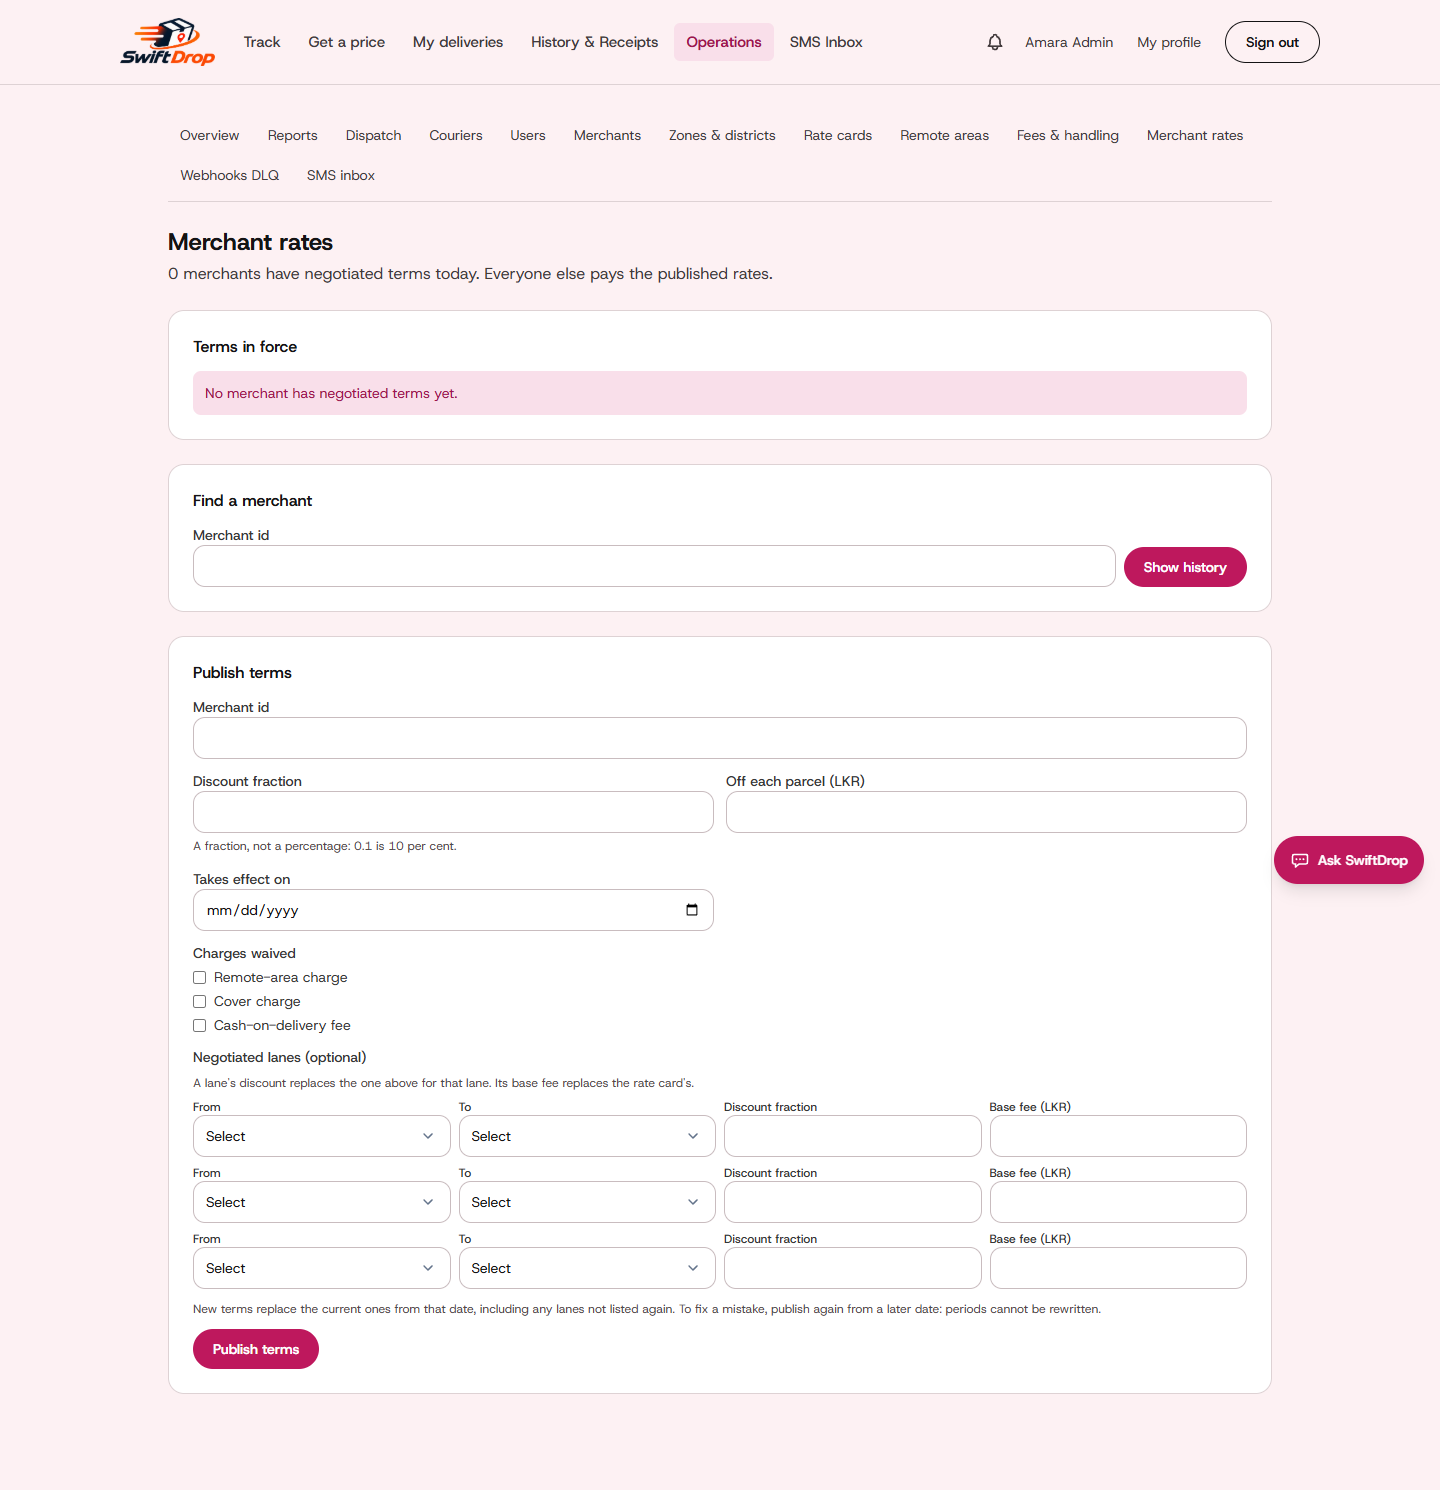 SwiftDrop
Track Get a price My deliveries History & Receipts Operations SMS Inbox Amara Admin My profile Sign out
Overview Reports Dispatch Couriers Users Merchants Zones & districts Rate cards Remote areas Fees & handling Merchant rates
Webhooks DLQ SMS inbox
Merchant rates
0 merchants have negotiated terms today. Everyone else pays the published rates.
Terms in force
No merchant has negotiated terms yet.
Find a merchant
Merchant id
Show history
Publish terms
Merchant id
Discount fraction Off each parcel (LKR)
A fraction, not a percentage: 0.1 is 10 per cent.
Ask SwiftDrop
Takes effect on
mm/dd/yyyy
Charges waived
Remote-area charge
Cover charge
Cash-on-delivery fee
Negotiated lanes (optional)
A lane's discount replaces the one above for that lane. Its base fee replaces the rate card's.
From To Discount fraction Base fee (LKR)
Select Select
From To Discount fraction Base fee (LKR)
Select Select
From To Discount fraction Base fee (LKR)
Select Select
New terms replace the current ones from that date, including any lanes not listed again. To fix a mistake, publish again from a later date: periods cannot be rewritten.
Publish terms